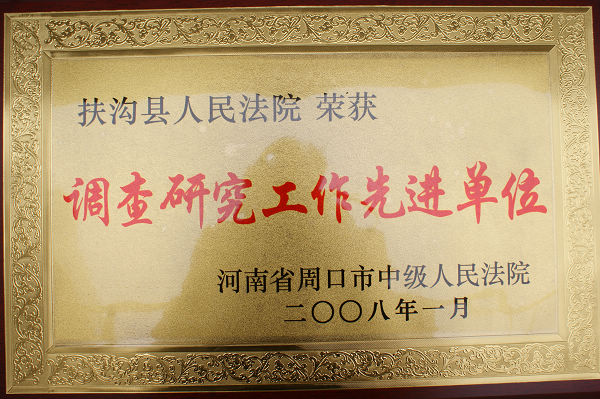 扶沟县人民法院 荣获
调查研究工作先进单位
河南省周口市中级人民法院
二〇〇八年一月